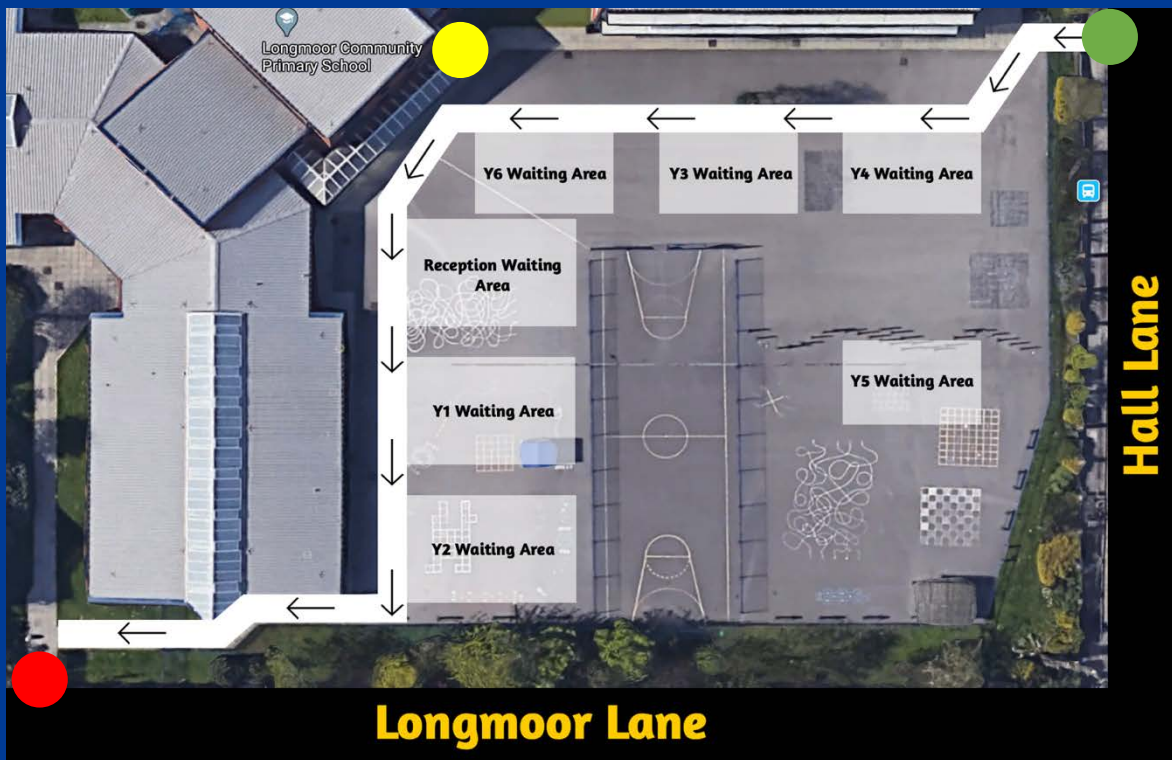 Longmoor Community
Primary School
Y6 Waiting Area
Y3 Waiting Area
Y4 Waiting Area
Reception Waiting
Area
Y5 Waiting Area
Y1 Waiting Area
Y2 Waiting Area
Hall Lane
Longmoor Lane